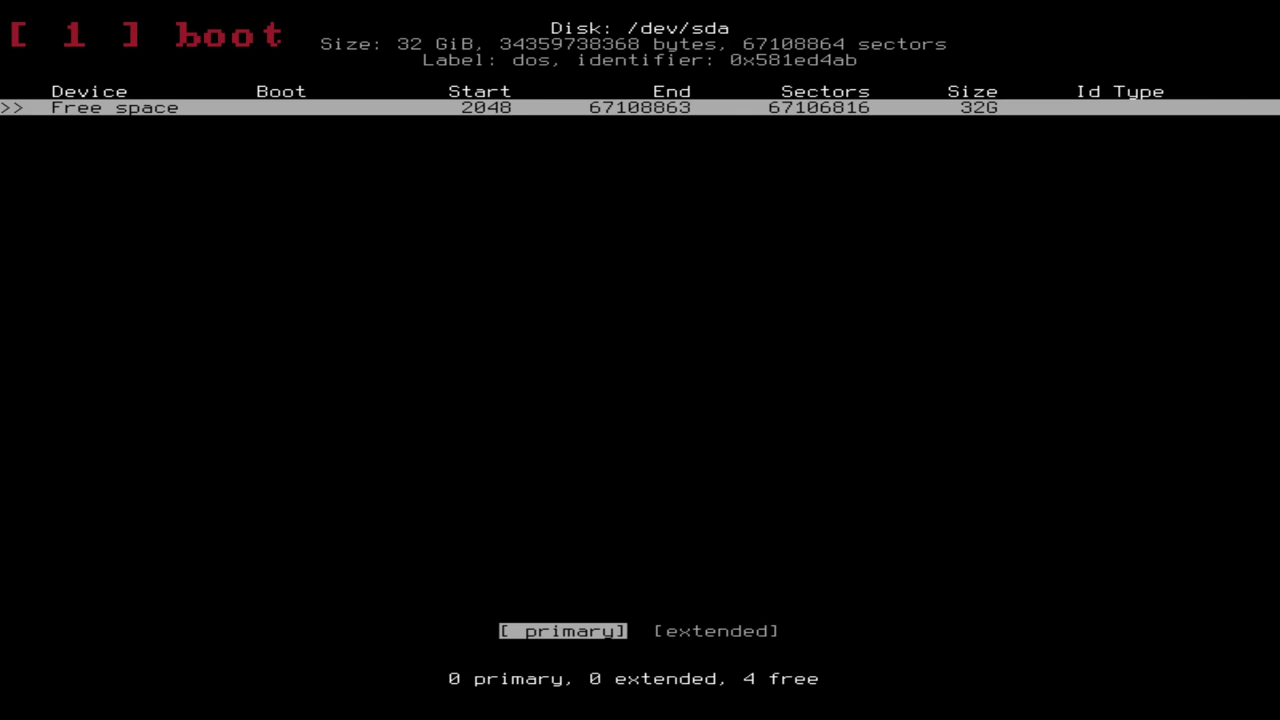 [ 1 ] boot
Disk: /dev/sda
Size: 32 GiB, 34359738368 bytes, 67108864 sectors
Label: dos, identifier: 0x581ed4ab
Device Boot Start End Sectors Size Id Type
>> Free space 2048 67108863 67106816 32G
[ primary] [extended]
0 primary, 0 extended, 4 free